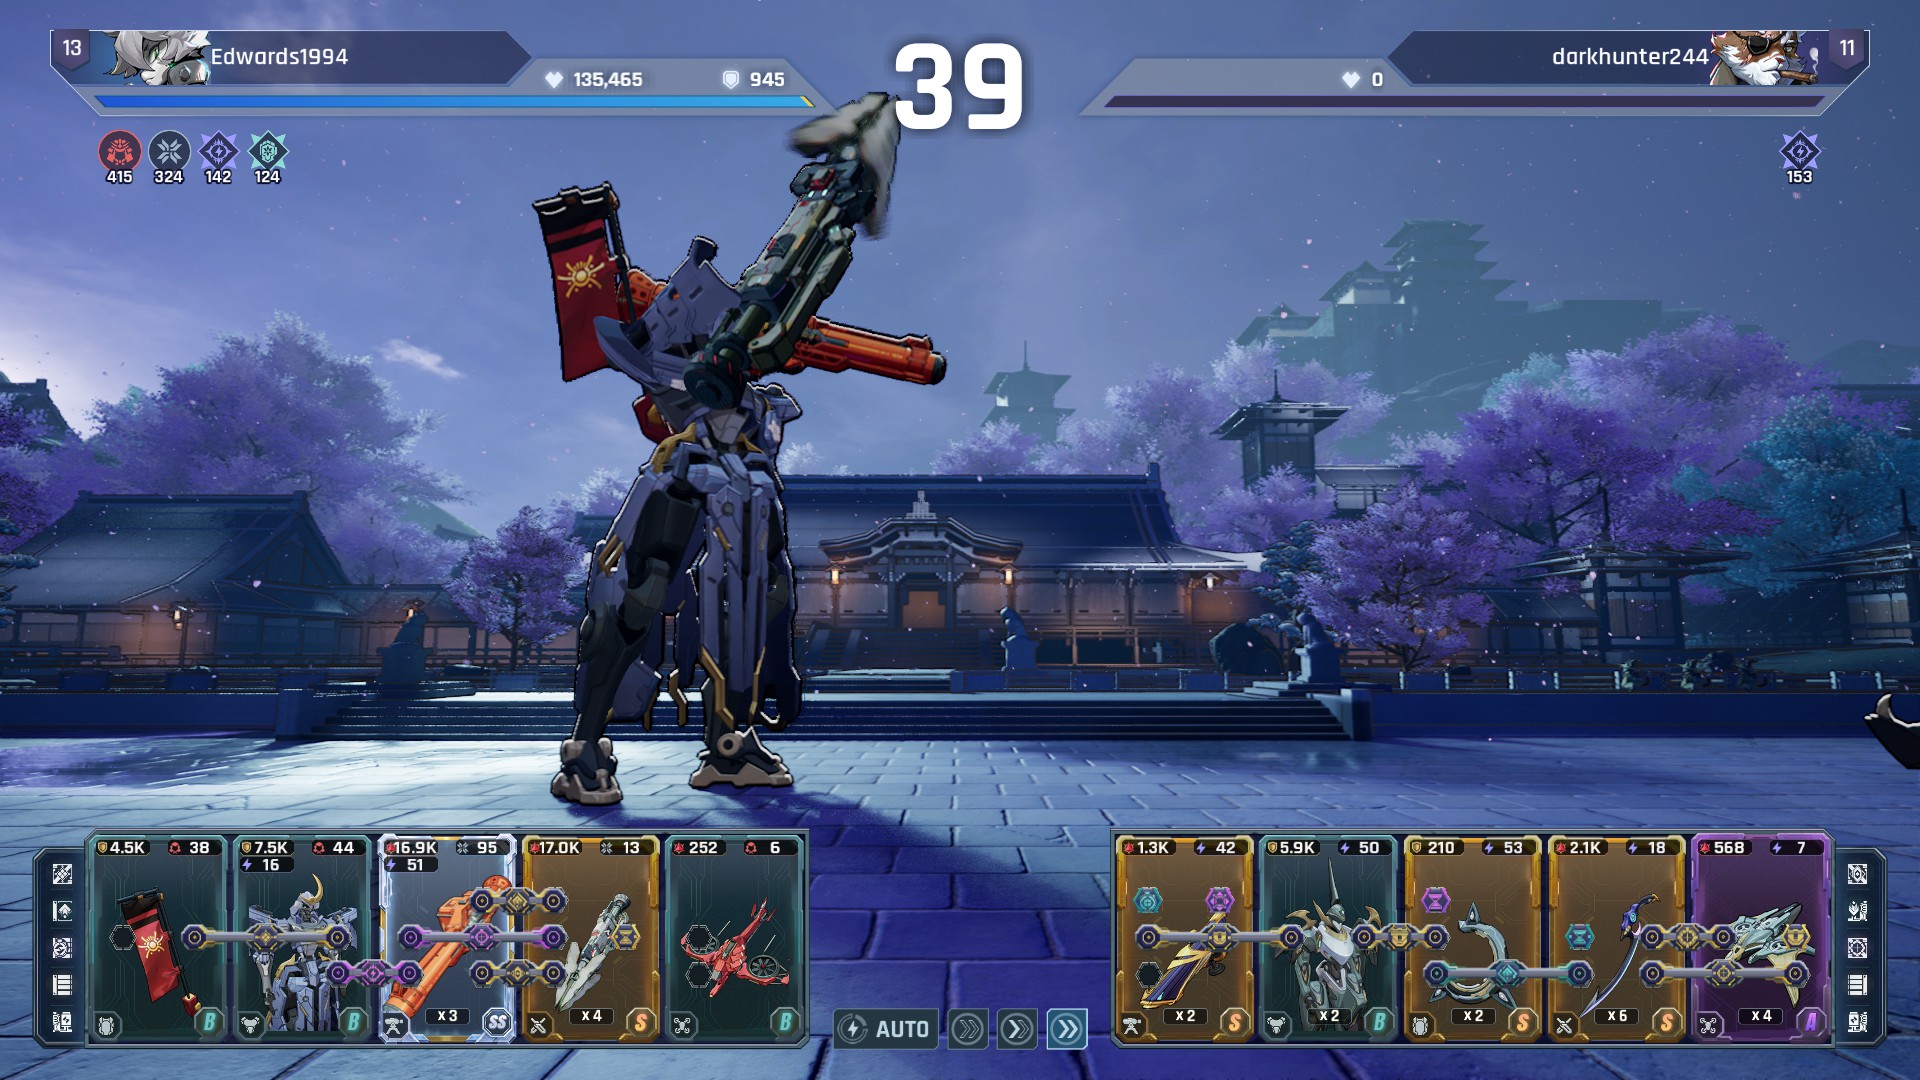 13
Edwards1994
135,465
945
39
darkhunter244
11
0
415
324
142
124
153
4.5K 38
B
7.5K 44
16
B
16.9K 95
51
x3
SS
17.0K 13
x4
S
252 6
B
AUTO
1.3K 42
x2
S
5.9K 50
x2
B
210 53
x2
S
2.1K 18
x6
S
568 7
x4
A